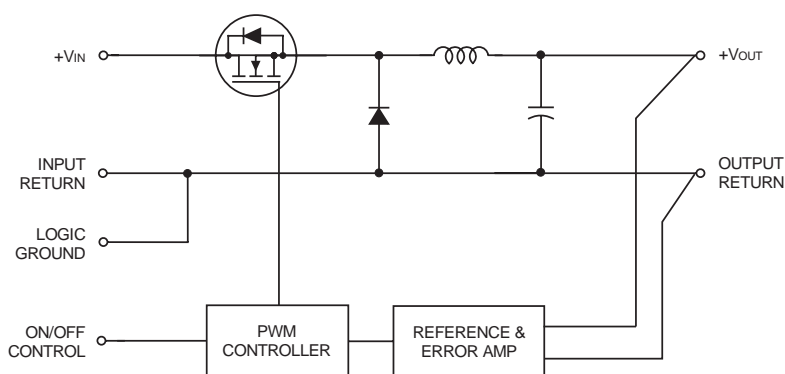 +VIN
+VOUT
INPUT
RETURN
OUTPUT
RETURN
LOGIC
GROUND
ON/OFF
CONTROL
PWM
CONTROLLER
REFERENCE &
ERROR AMP